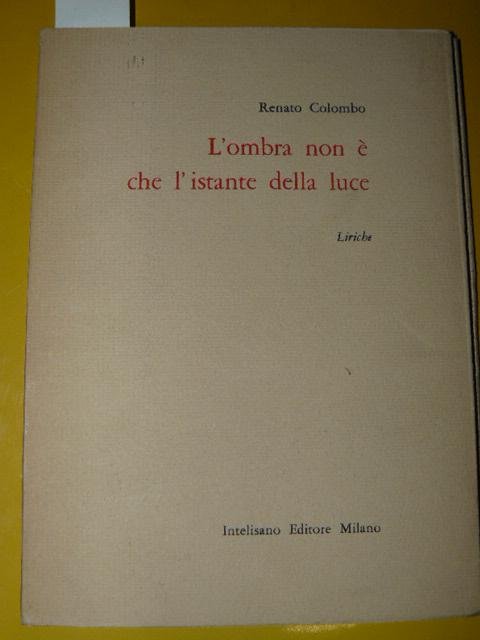 Renato Colombo
L'ombra non è
che l'istante della luce
Liriche
Intelisano Editore Milano